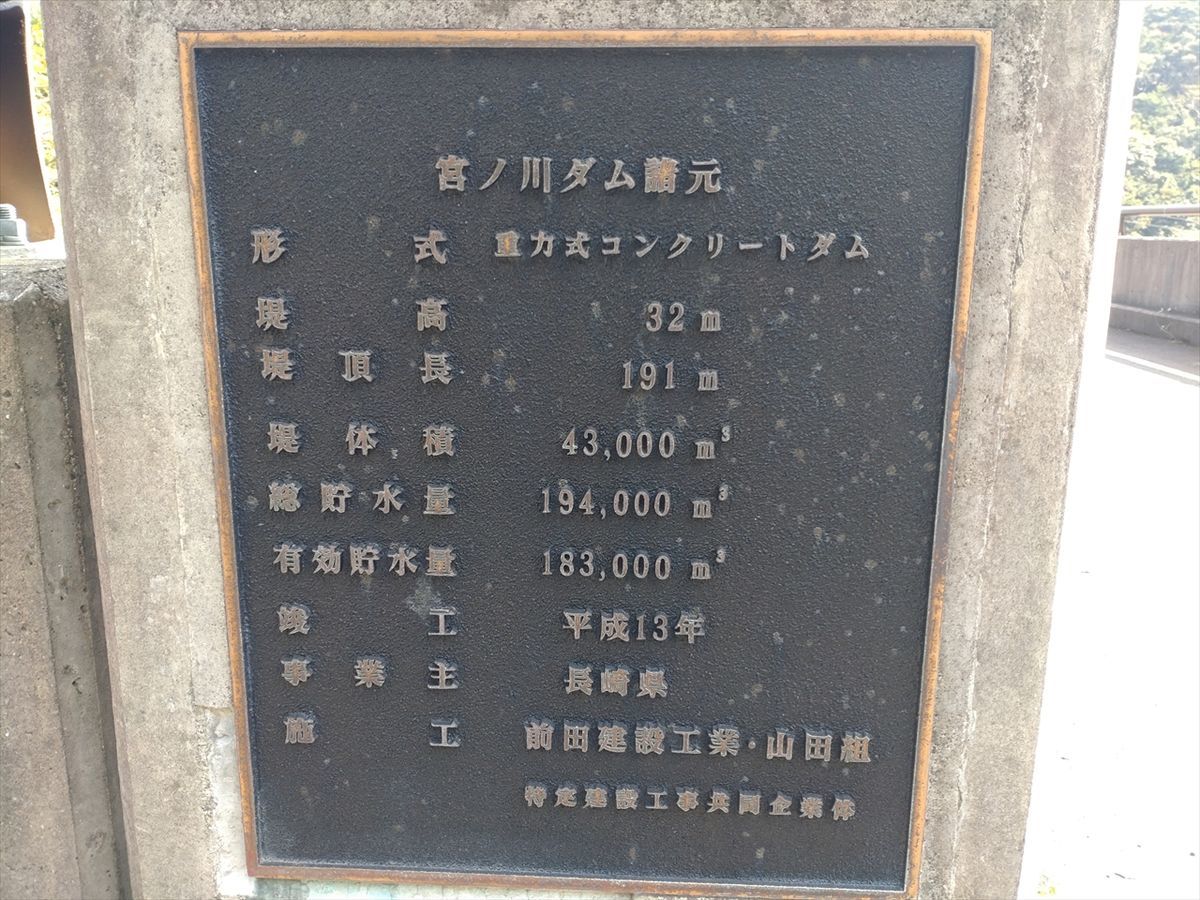 宮ノ川ダム諸元
形式 重力式コンクリートダム
堤高 32 m
堤頂長 191 m
堤体積 43,000 m³
総貯水量 194,000 m³
有効貯水量 183,000 m³
竣工 平成13年
事業主 長崎県
施工 前田建設工業・山田組
特定建設工事共同企業体